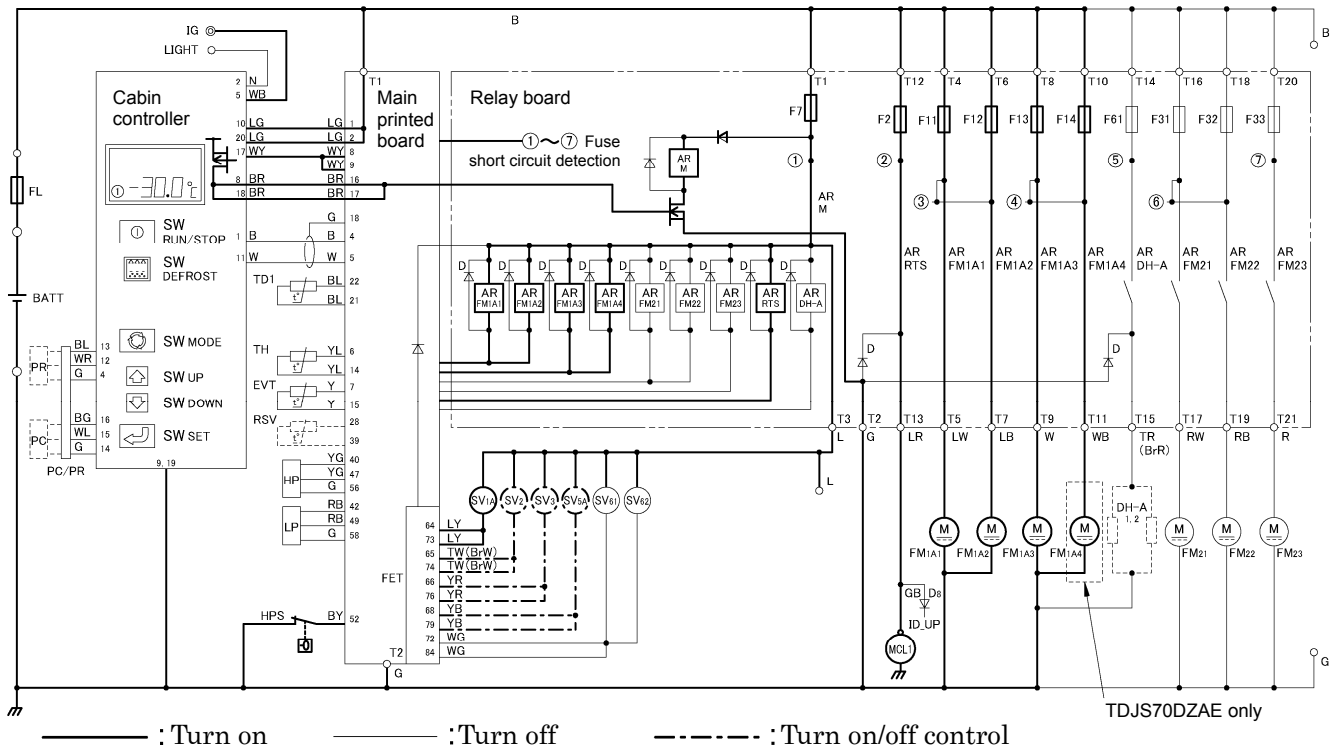 B
IG
LIGHT
B
T1
T1
T12 T4 T6 T8 T10 T14 T16 T18 T20
Cabin
controller
Main
printed
board
Relay board
2 N
5 WB
10 LG LG 1
20 LG LG 2
17 WY WY 8
WY 9
8 BR BR 16
18 BR BR 17
G 18
1 B B 4
11 W W 5
①～⑦ Fuse
short circuit detection
F7
F2 F11 F12 F13 F14 F61 F31 F32 F33
AR
M
① ② ③ ④ ⑤ ⑥ ⑦
AR
M
FL
BATT
① -30.0℃
SW
RUN/STOP
SW
DEFROST
SW MODE
SW UP
SW DOWN
SW SET
AR
RTS
AR
FM1A1
AR
FM1A2
AR
FM1A3
AR
FM1A4
AR
DH-A
AR
FM21
AR
FM22
AR
FM23
TD1 BL 22
t°
BL 21
D D D D D D D D D
AR
FM1A1
AR
FM1A2
AR
FM1A3
AR
FM1A4
AR
FM21
AR
FM22
AR
FM23
AR
RTS
AR
DH-A
D
D
PR
BL 13
WR 12
G 4
PC
BG 16
WL 15
G 14
PC/PR
9, 19
TH YL 6
t°
YL 14
EVT Y 7
t°
Y 15
RSV 28
t°
39
HP
YG 40
YG 47
G 56
LP
RB 42
RB 49
G 58
T3 T2 T13 T5 T7 T9 T11 T15 T17 T19 T21
L G LR LW LB W WB TR RW RB R
(BrR)
L
SV1A SV2 SV3 SV5A SV61 SV62
FET
64 LY
73 LY
65 TW(BrW)
74 TW(BrW)
66 YR
76 YR
68 YB
79 YB
72 WG
84 WG
HPS BY 52
T2
G
M M M M M M M
FM1A1 FM1A2 FM1A3 FM1A4 FM21 FM22 FM23
DH-A
1, 2
GB D8
ID_UP
MCL1
G
TDJS70DZAE only
: Turn on : Turn off : Turn on/off control